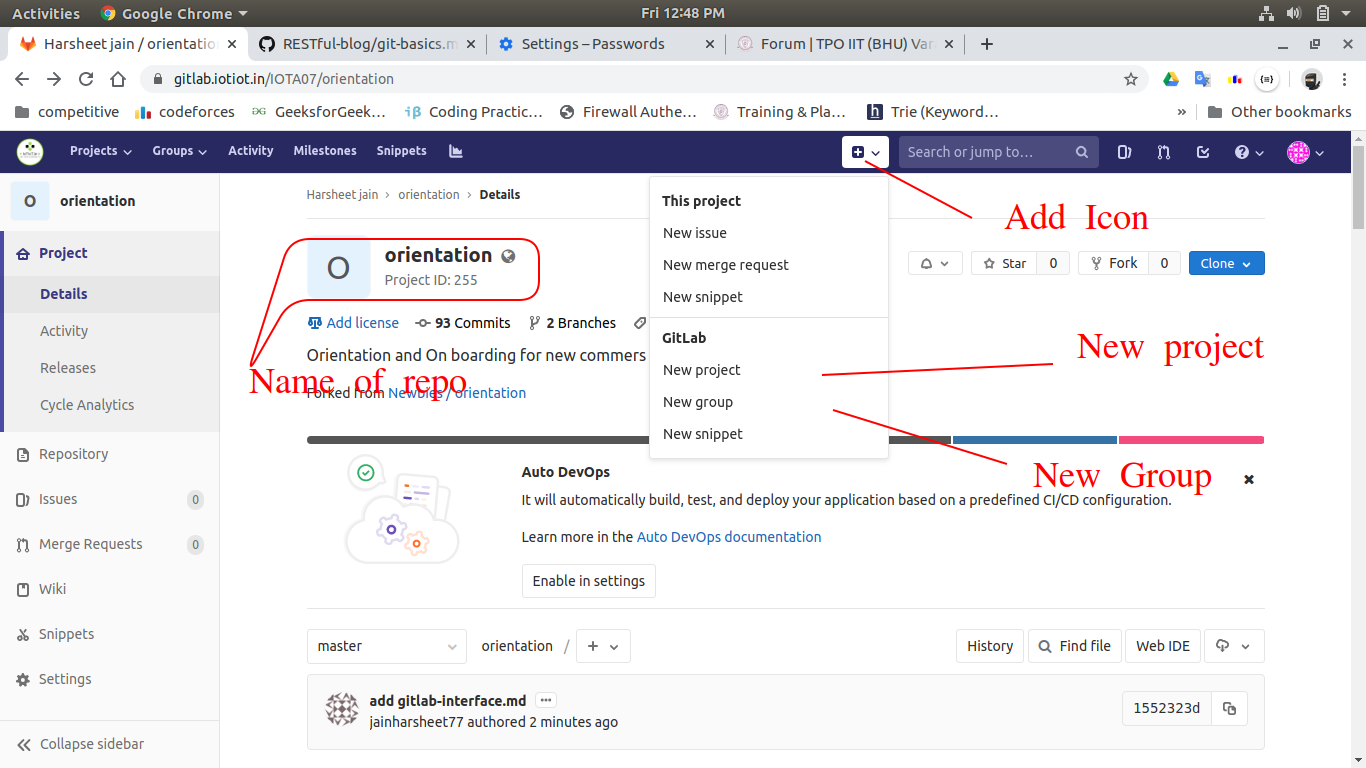 Activities Google Chrome Fri 12:48 PM
Harsheet jain / orientatio RESTful-blog/git-basics.m Settings – Passwords Forum | TPO IIT (BHU) Var
gitlab.iotiot.in/IOTA07/orientation
competitive codeforces GeeksforGeek… Coding Practic… Firewall Authe… Training & Pla… Trie (Keyword… » Other bookmarks
Projects Groups Activity Milestones Snippets Search or jump to…
O orientation
Harsheet jain › orientation › Details
This project
New issue
New merge request
New snippet
GitLab
New project
New group
New snippet
Add Icon
Project
Details
Activity
Releases
Cycle Analytics
Repository
Issues 0
Merge Requests 0
Wiki
Snippets
Settings
Collapse sidebar
O orientation
Project ID: 255
Star 0 Fork 0 Clone
Add license 93 Commits 2 Branches
Orientation and On boarding for new commers
New project
Name of repo
Forked from Newbies / orientation
New Group
Auto DevOps
It will automatically build, test, and deploy your application based on a predefined CI/CD configuration.
Learn more in the Auto DevOps documentation
Enable in settings
master orientation / + History Find file Web IDE
add gitlab-interface.md
jainharsheet77 authored 2 minutes ago
1552323d